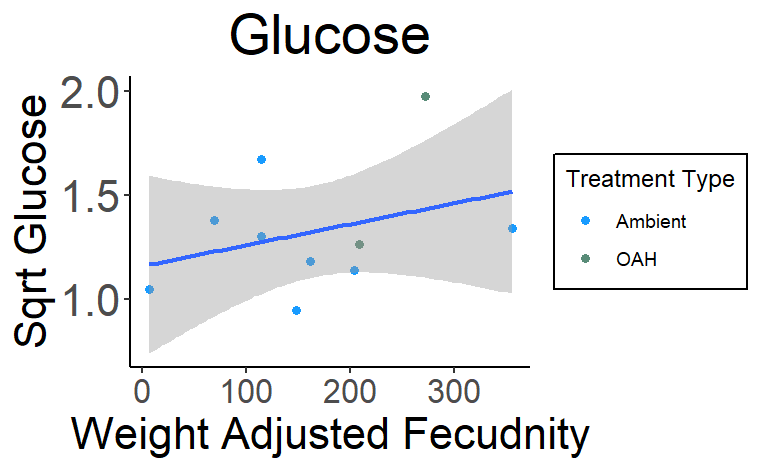 Glucose
Sqrt Glucose
2.0
1.5
1.0
0 100 200 300
Weight Adjusted Fecudnity
Treatment Type
Ambient
OAH